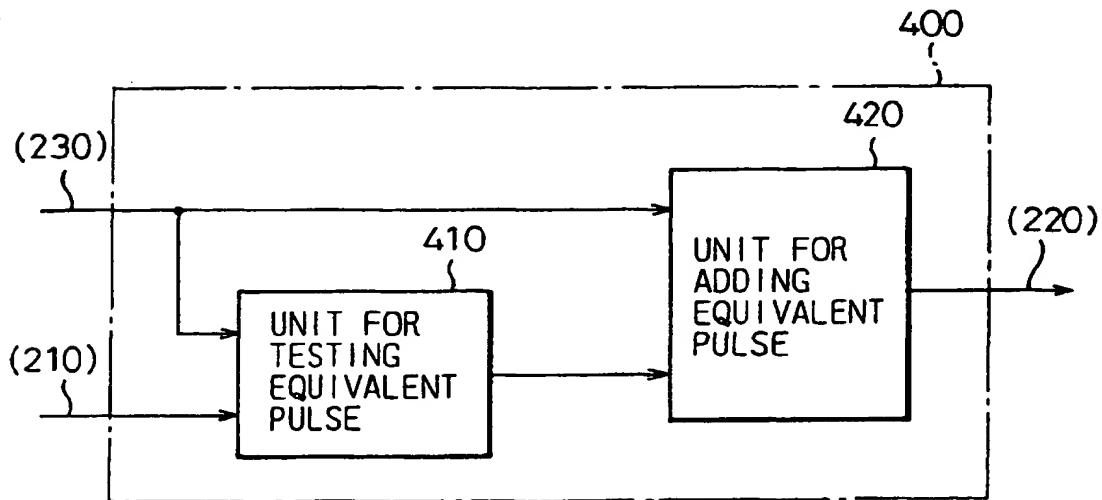 400
420
(230)
(220)
410
UNIT FOR
ADDING
EQUIVALENT
PULSE
(210)
UNIT FOR
TESTING
EQUIVALENT
PULSE